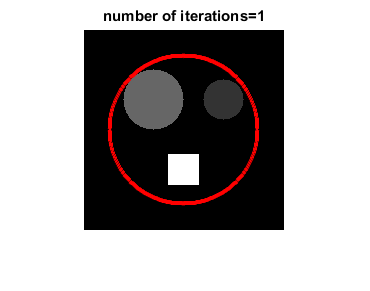 number of iterations=1